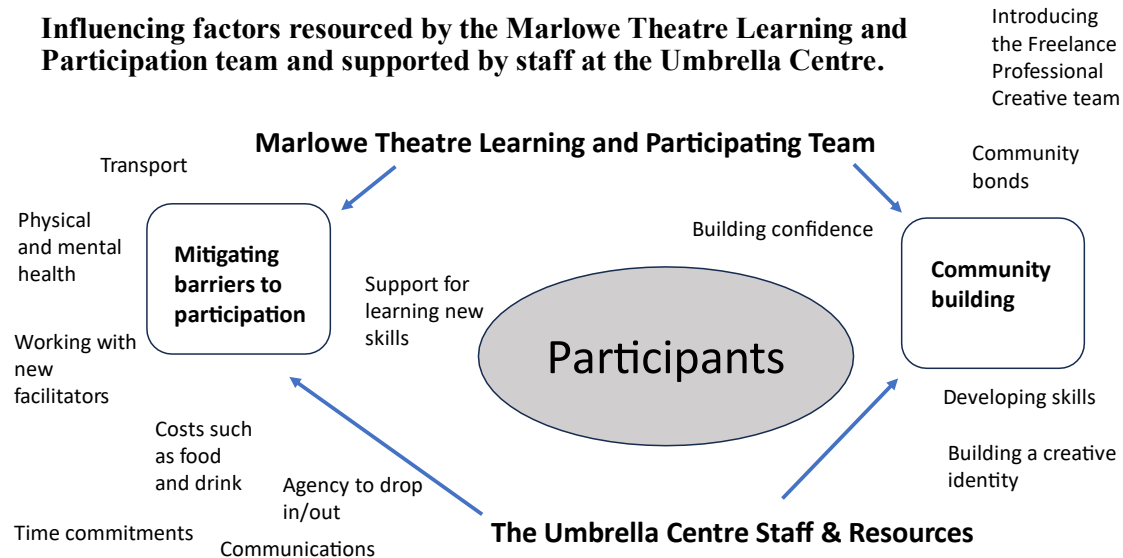 Influencing factors resourced by the Marlowe Theatre Learning and
Participation team and supported by staff at the Umbrella Centre.
Introducing
the Freelance
Professional
Creative team
Marlowe Theatre Learning and Participating Team
Transport
Community
bonds
Physical
and mental
health
Mitigating
barriers to
participation
Building confidence
Community
building
Support for
learning new
skills
Participants
Working with
new
facilitators
Developing skills
Costs such
as food
and drink
Building a creative
identity
Agency to drop
in/out
Time commitments
Communications
The Umbrella Centre Staff & Resources